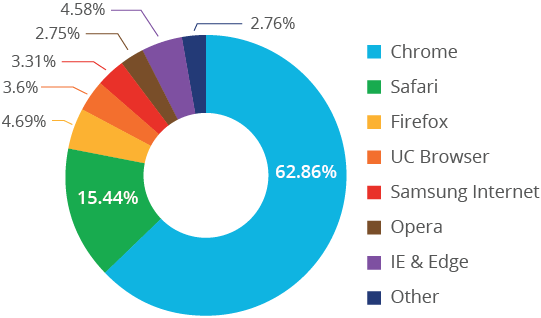 4.58%
2.76%
2.75%
3.31%
3.6%
4.69%
62.86%
15.44%
Chrome
Safari
Firefox
UC Browser
Samsung Internet
Opera
IE & Edge
Other